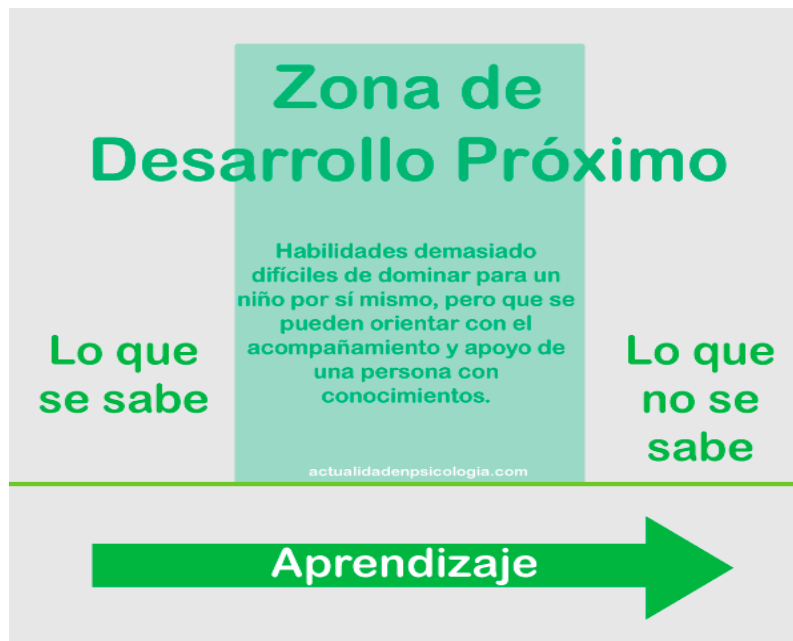 Zona de
Desarrollo Próximo
Habilidades demasiado
difíciles de dominar para un
niño por sí mismo, pero que se
pueden orientar con el
acompañamiento y apoyo de
una persona con
conocimientos.
Lo que
se sabe
Lo que
no se
sabe
actualidadenpsicologia.com
Aprendizaje